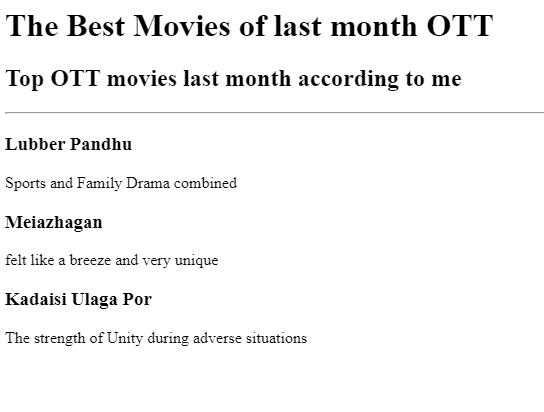 The Best Movies of last month OTT
Top OTT movies last month according to me
Lubber Pandhu
Sports and Family Drama combined
Meiazhagan
felt like a breeze and very unique
Kadaisi Ulaga Por
The strength of Unity during adverse situations